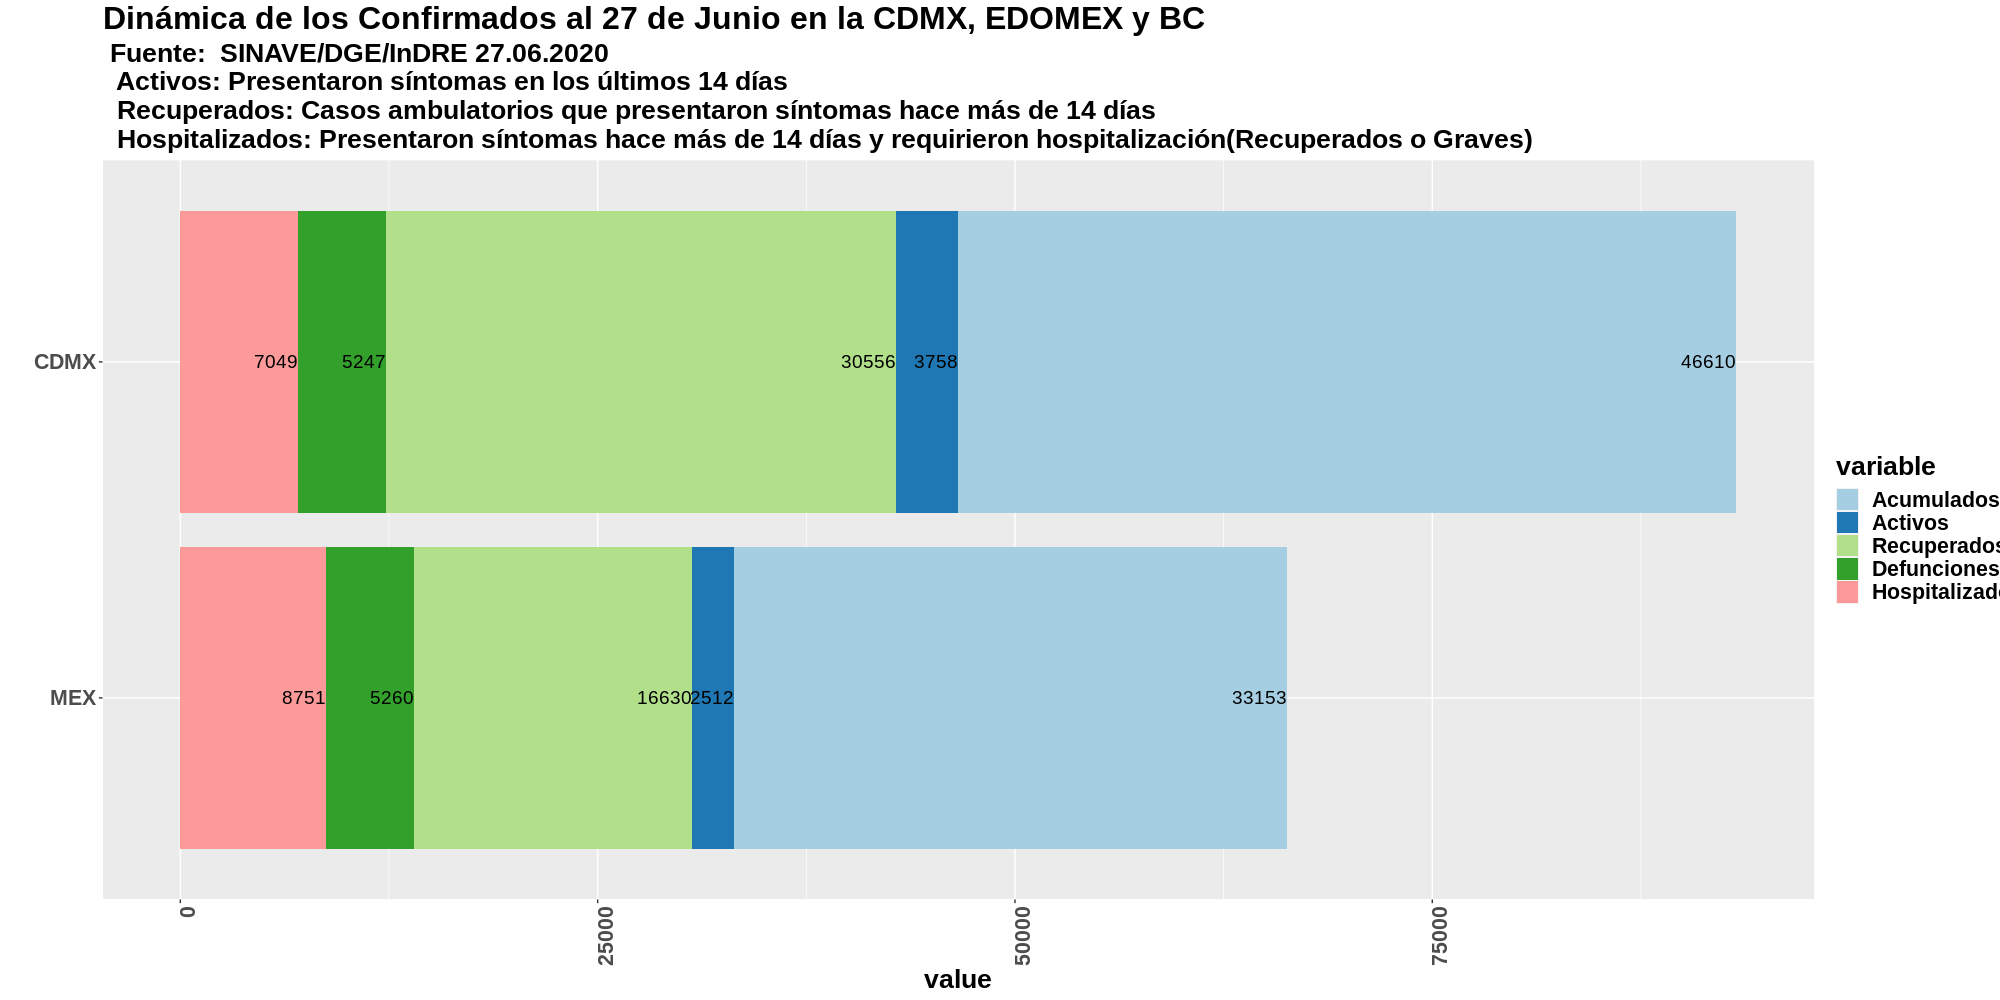 Dinámica de los Confirmados al 27 de Junio en la CDMX, EDOMEX y BC
Fuente: SINAVE/DGE/InDRE 27.06.2020
Activos: Presentaron síntomas en los últimos 14 días
Recuperados: Casos ambulatorios que presentaron síntomas hace más de 14 días
Hospitalizados: Presentaron síntomas hace más de 14 días y requirieron hospitalización(Recuperados o Graves)
CDMX
7049 5247 30556 3758 46610
MEX
8751 5260 16630 2512 33153
0 25000 50000 75000
value
variable
Acumulados
Activos
Recuperados
Defunciones
Hospitalizado